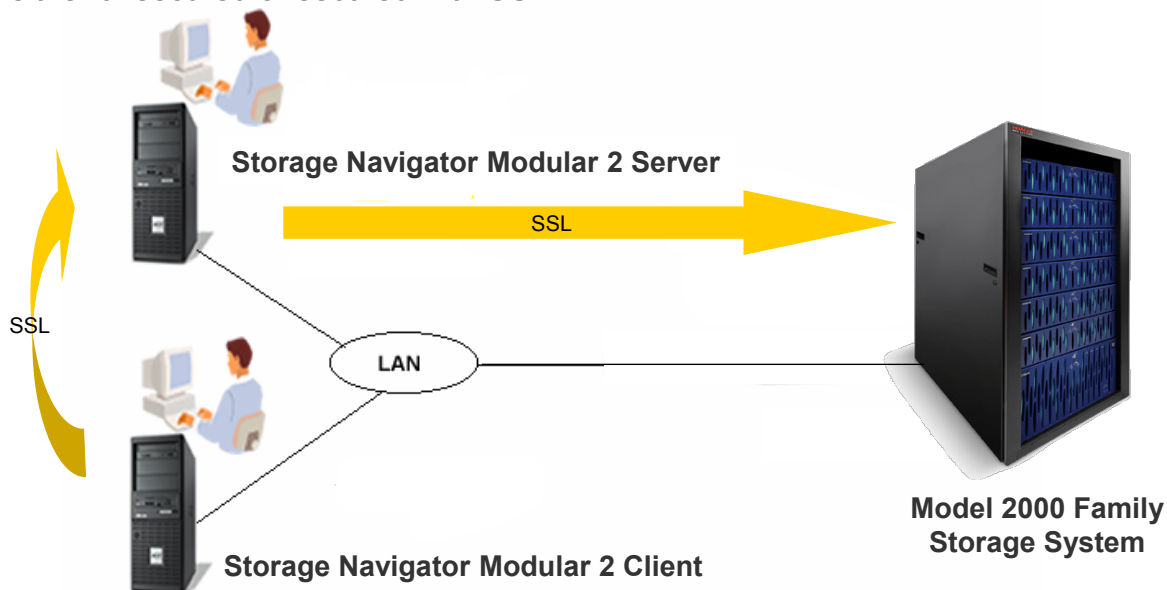 Storage Navigator Modular 2 Server
SSL
SSL
LAN
Storage Navigator Modular 2 Client
Model 2000 Family
Storage System